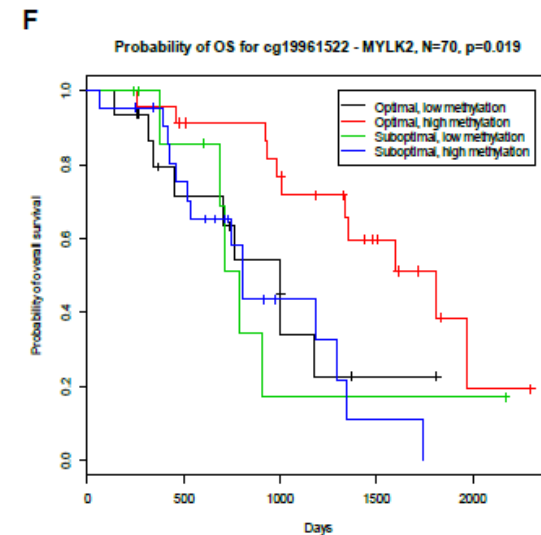 F
Probability of OS for cg19961522 - MYLK2, N=70, p=0.019
Probability of overall survival
1.0
0.8
0.6
0.4
0.2
0.0
Optimal, low methylation
Optimal, high methylation
Suboptimal, low methylation
Suboptimal, high methylation
0 500 1000 1500 2000
Days